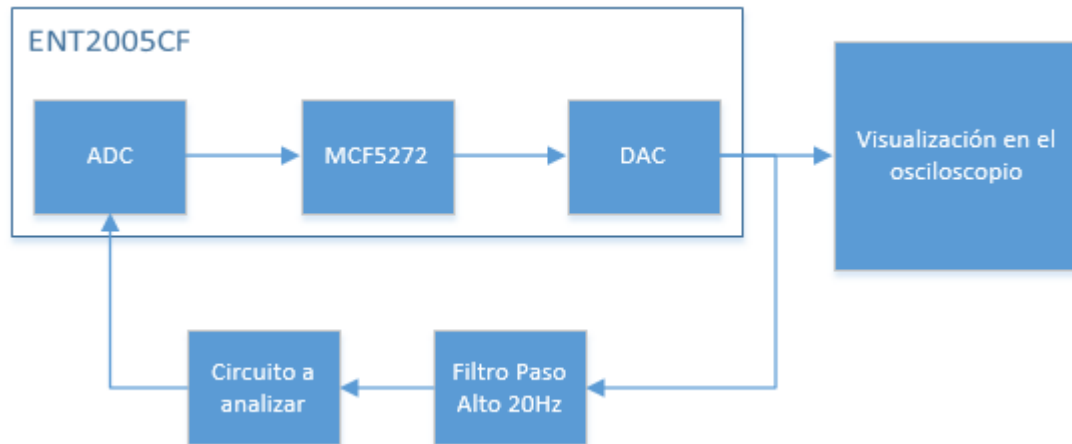 ENT2005CF
ADC
MCF5272
DAC
Visualización en el
osciloscopio
Circuito a
analizar
Filtro Paso
Alto 20Hz